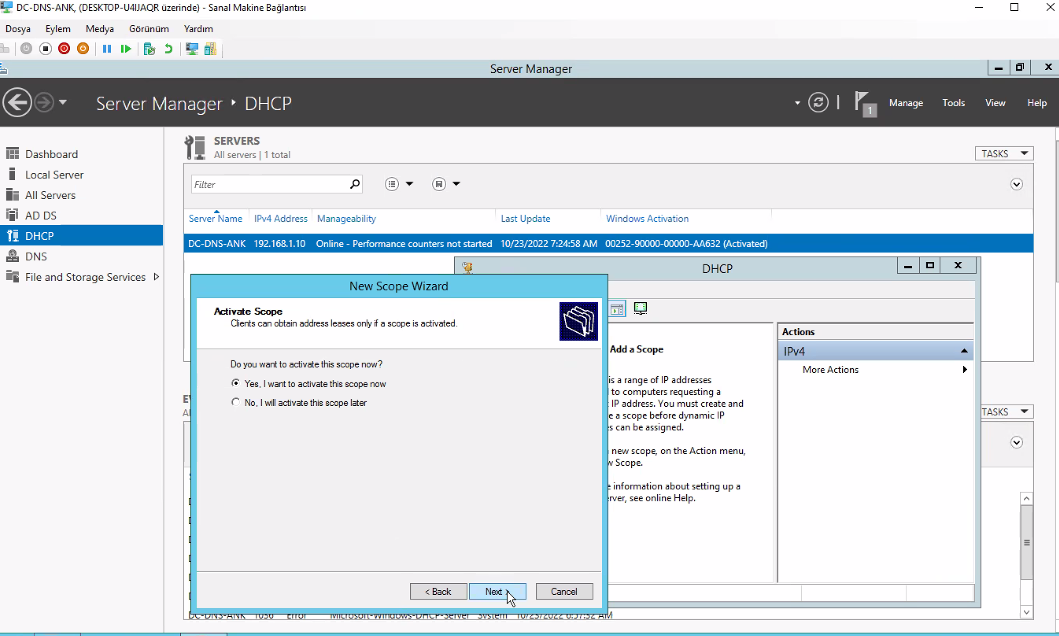 DC-DNS-ANK, (DESKTOP-U4IJAQR üzerinde) - Sanal Makine Bağlantısı
Dosya Eylem Medya Görünüm Yardım
Server Manager
Server Manager DHCP
1 Manage Tools View Help
Dashboard
Local Server
All Servers
AD DS
DHCP
DNS
File and Storage Services
SERVERS
All servers | 1 total
TASKS
Filter
Server Name IPv4 Address Manageability Last Update Windows Activation
DC-DNS-ANK 192.168.1.10 Online - Performance counters not started 10/23/2022 7:24:58 AM 00252-90000-00000-AA632 (Activated)
New Scope Wizard
Activate Scope
Clients can obtain address leases only if a scope is activated.
Do you want to activate this scope now?
Yes, I want to activate this scope now
No, I will activate this scope later
< Back Next > Cancel
DHCP
Add a Scope
is a range of IP addresses
to computers requesting a
IP address. You must create and
e a scope before dynamic IP
s can be assigned.
new scope, on the Action menu,
w Scope.
e information about setting up a
rver, see online Help.
Actions
IPv4
More Actions
TASKS
DC-DNS-ANK 1056 Error Microsoft-Windows-DHCP-Server System 10/23/2022 6:57:52 AM